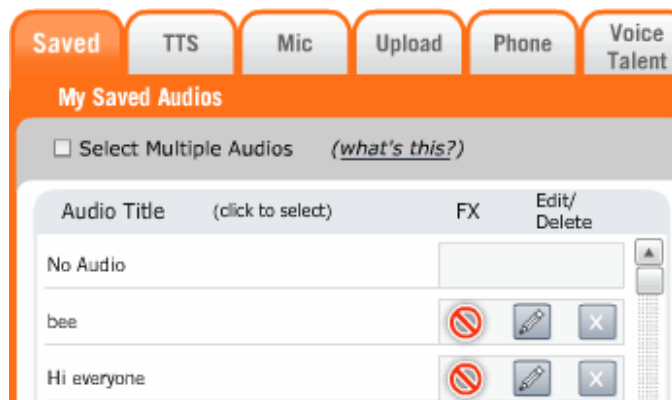 Saved TTS Mic Upload Phone Voice Talent
My Saved Audios
Select Multiple Audios (what's this?)
Audio Title (click to select) FX Edit/ Delete
No Audio
bee
X
Hi everyone
X